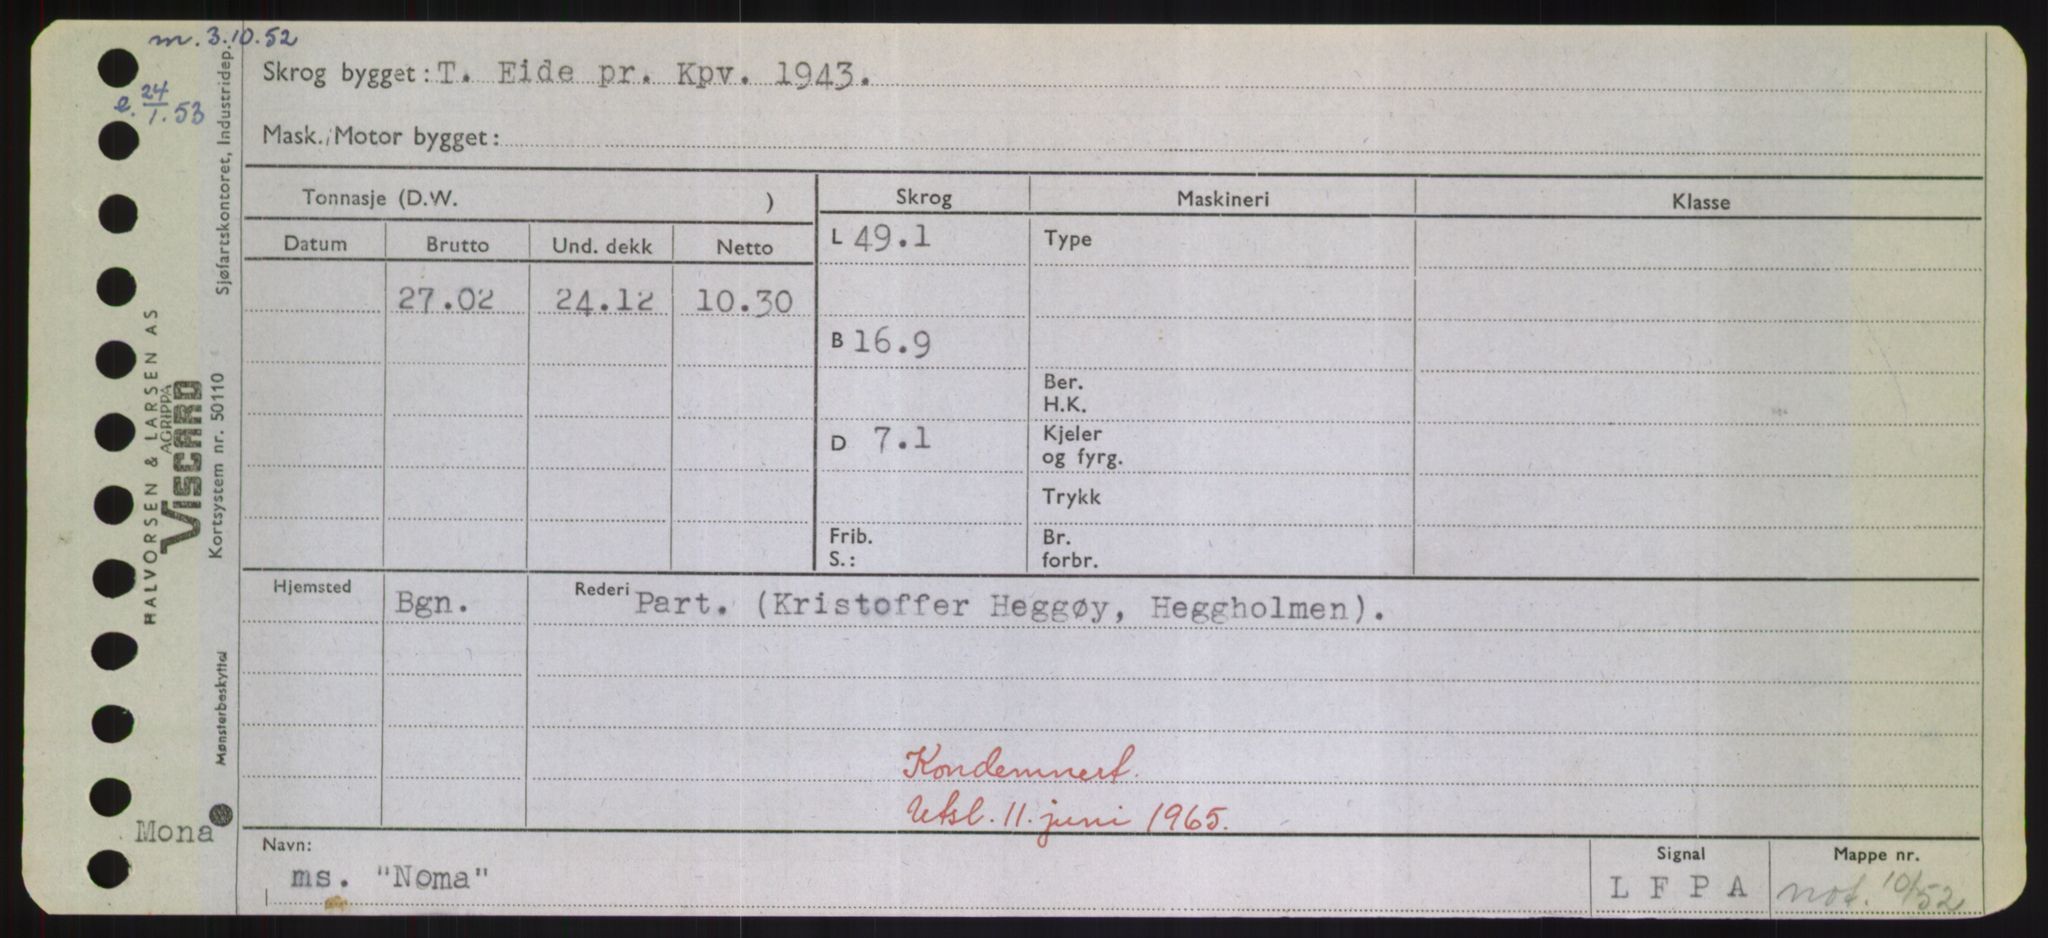 m. 3.10.52
e. 24/1.53
Skrog bygget: T. Eide pr. Kpv. 1943.
Mask./Motor bygget:
Tonnasje (D.W. )
Skrog Maskineri Klasse
Datum Brutto Und. dekk Netto
L 49.1 Type
27.02 24.12 10.30
B 16.9
Ber.
H.K.
D 7.1 Kjeler
og fyrg.
Trykk
Frib. Br.
S.: forbr.
Hjemsted Bgn. Rederi Part. (Kristoffer Heggøy, Heggholmen).
Kondemnert.
Utsl. 11. juni 1965.
Navn: Signal Mappe nr.
ms. "Noma" L F P A not. 10/52
Mona
HALVORSEN & LARSEN AS
AGRIPPA
VISCARD
Kortsystem nr. 50110
Sjøfartskontoret, Industridep.
Mønsterbeskyttet